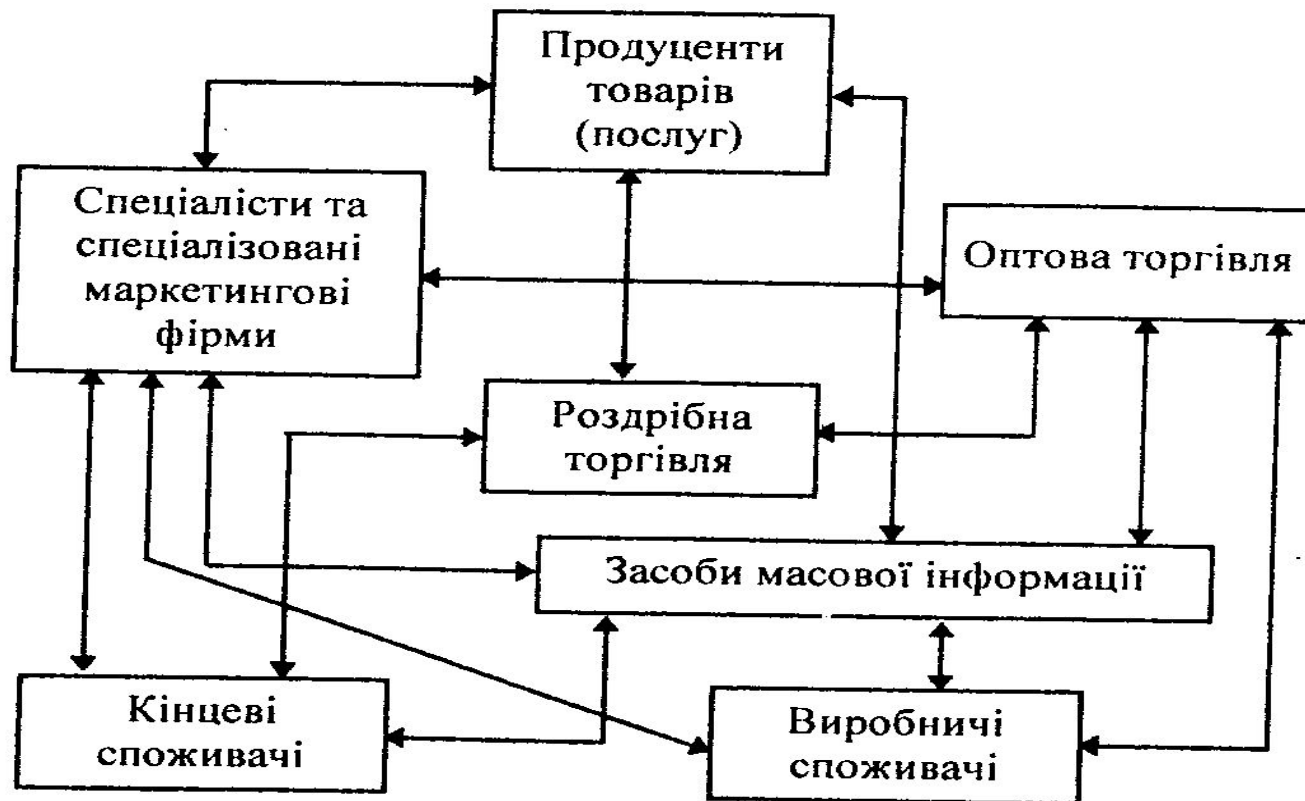 Продуценти
товарів
(послуг)
Спеціалісти та
спеціалізовані
маркетингові
фірми
Оптова торгівля
Роздрібна
торгівля
Засоби масової інформації
Кінцеві
споживачі
Виробничі
споживачі